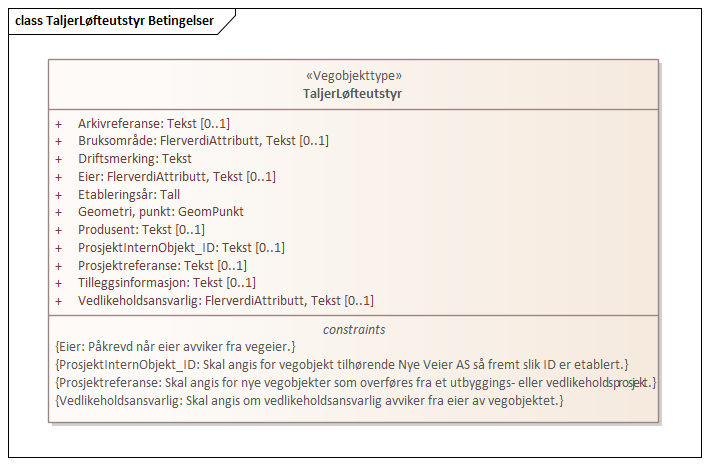 class TaljerLøfteutstyr Betingelser
«Vegobjekttype»
TaljerLøfteutstyr
+ Arkivreferanse: Tekst [0..1]
+ Bruksområde: FlerverdiAttributt, Tekst [0..1]
+ Driftsmerking: Tekst
+ Eier: FlerverdiAttributt, Tekst [0..1]
+ Etableringsår: Tall
+ Geometri, punkt: GeomPunkt
+ Produsent: Tekst [0..1]
+ ProsjektInternObjekt_ID: Tekst [0..1]
+ Prosjektreferanse: Tekst [0..1]
+ Tilleggsinformasjon: Tekst [0..1]
+ Vedlikeholdsansvarlig: FlerverdiAttributt, Tekst [0..1]
constraints
{Eier: Påkrevd når eier avviker fra vegeier.}
{ProsjektInternObjekt_ID: Skal angis for vegobjekt tilhørende Nye Veier AS så fremt slik ID er etablert.}
{Prosjektreferanse: Skal angis for nye vegobjekter som overføres fra et utbyggings- eller vedlikeholdsprosjekt.}
{Vedlikeholdsansvarlig: Skal angis om vedlikeholdsansvarlig avviker fra eier av vegobjektet.}